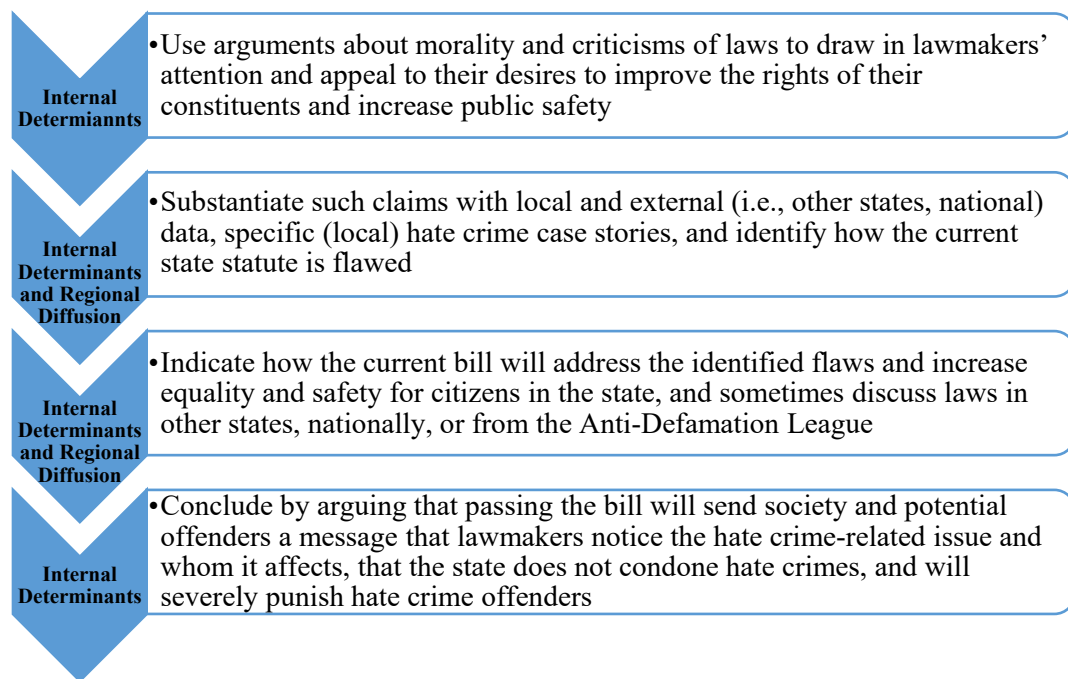 Internal
Determiannts
•Use arguments about morality and criticisms of laws to draw in lawmakers’
attention and appeal to their desires to improve the rights of their
constituents and increase public safety
Internal
Determinants
and Regional
Diffusion
•Substantiate such claims with local and external (i.e., other states, national)
data, specific (local) hate crime case stories, and identify how the current
state statute is flawed
Internal
Determinants
and Regional
Diffusion
•Indicate how the current bill will address the identified flaws and increase
equality and safety for citizens in the state, and sometimes discuss laws in
other states, nationally, or from the Anti-Defamation League
Internal
Determinants
•Conclude by arguing that passing the bill will send society and potential
offenders a message that lawmakers notice the hate crime-related issue and
whom it affects, that the state does not condone hate crimes, and will
severely punish hate crime offenders